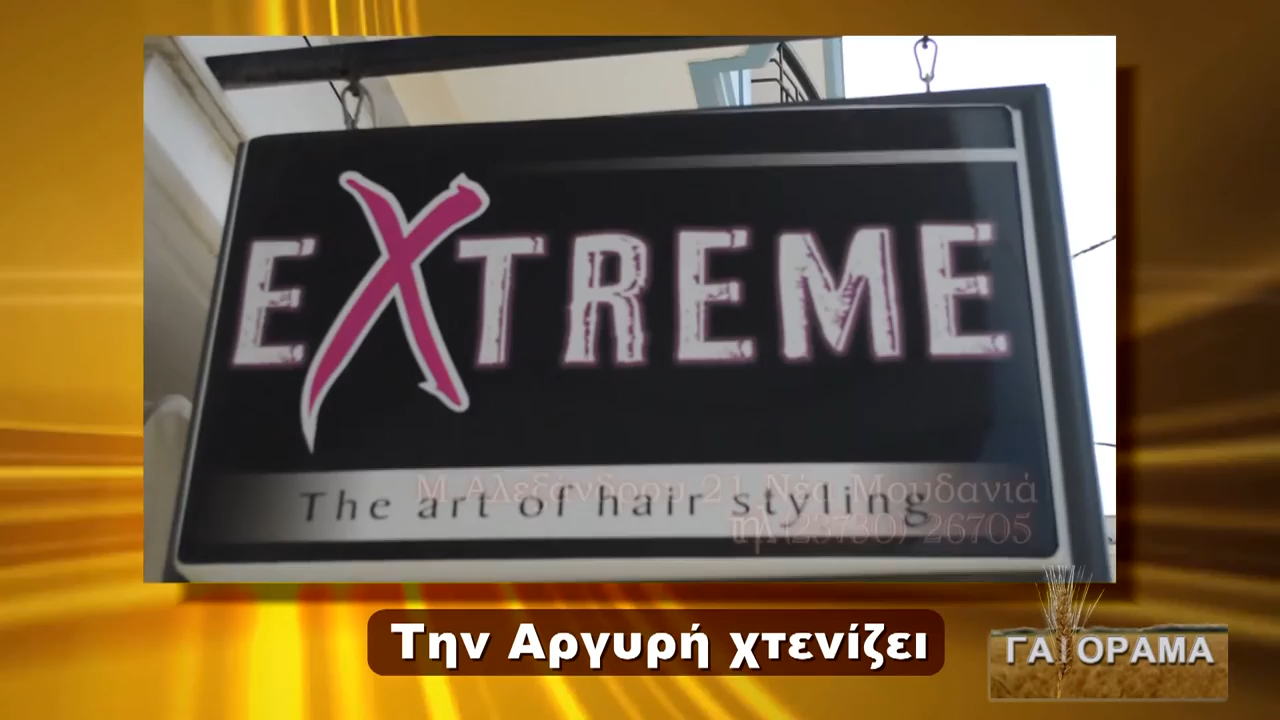 EXTREME
The art of hair styling
Μ.Αλεξάνδρου 21 Νέα Μουδανιά
τηλ(23730) 26705
Την Αργυρή χτενίζει
ΓΑΙΟΡΑΜΑ